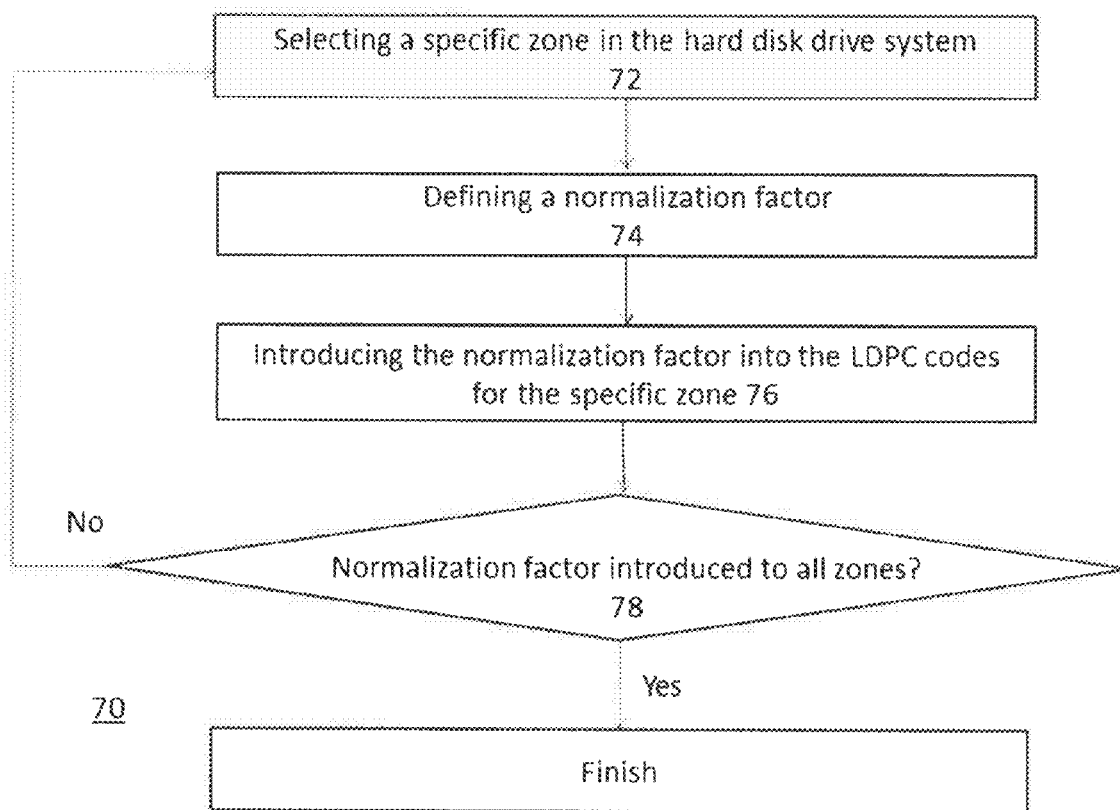 Selecting a specific zone in the hard disk drive system
72
Defining a normalization factor
74
Introducing the normalization factor into the LDPC codes
for the specific zone 76
No
Normalization factor introduced to all zones?
78
Yes
70
Finish